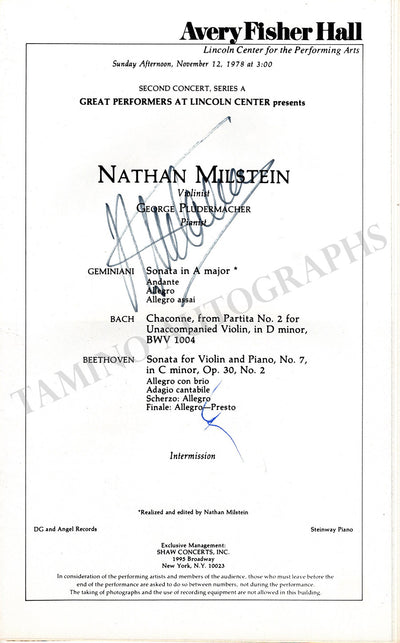 Avery Fisher Hall
Lincoln Center for the Performing Arts
Sunday Afternoon, November 12, 1978 at 3:00
SECOND CONCERT, SERIES A
GREAT PERFORMERS AT LINCOLN CENTER presents
NATHAN MILSTEIN
Violinist
GEORGE PLUDERMACHER
Pianist
GEMINIANI Sonata in A major *
Andante
Allegro
Allegro assai
BACH Chaconne, from Partita No. 2 for
Unaccompanied Violin, in D minor,
BWV 1004
BEETHOVEN Sonata for Violin and Piano, No. 7,
in C minor, Op. 30, No. 2
Allegro con brio
Adagio cantabile
Scherzo: Allegro
Finale: Allegro—Presto
Intermission
*Realized and edited by Nathan Milstein
DG and Angel Records Steinway Piano
Exclusive Management:
SHAW CONCERTS, INC.
1995 Broadway
New York, N.Y. 10023
In consideration of the performing artists and members of the audience, those who must leave before the
end of the performance are asked to do so between numbers, not during the performance.
The taking of photographs and the use of recording equipment are not allowed in this building.
TAMINO AUTOGRAPHS